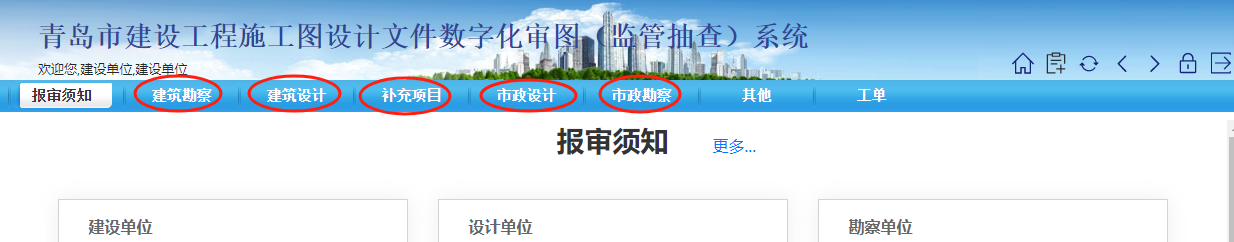 青岛市建设工程施工图设计文件数字化审图（监管抽查）系统
欢迎您,建设单位,建设单位
报审须知 建筑勘察 建筑设计 补充项目 市政设计 市政勘察 其他 工单
报审须知 更多...
建设单位 设计单位 勘察单位